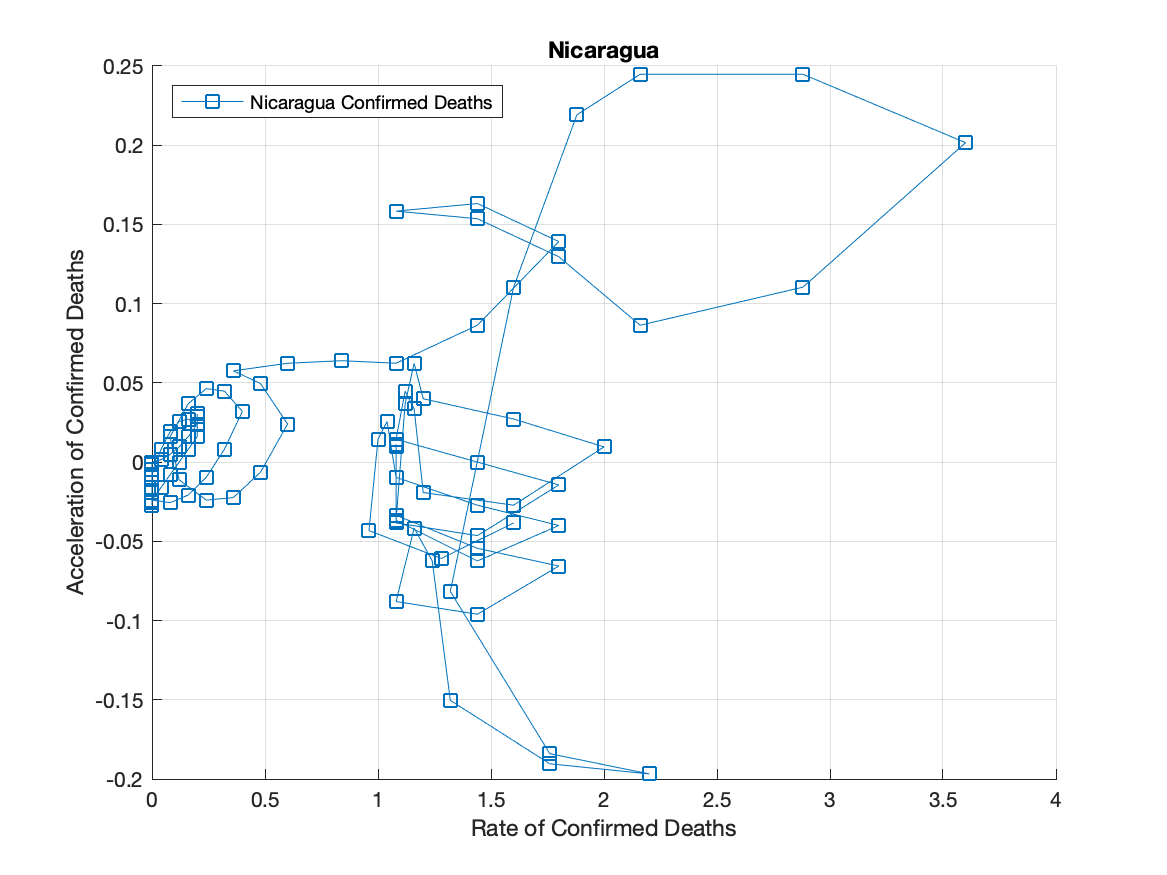 Nicaragua
Nicaragua Confirmed Deaths
Acceleration of Confirmed Deaths
0.25
0.2
0.15
0.1
0.05
0
-0.05
-0.1
-0.15
-0.2
0 0.5 1 1.5 2 2.5 3 3.5 4
Rate of Confirmed Deaths